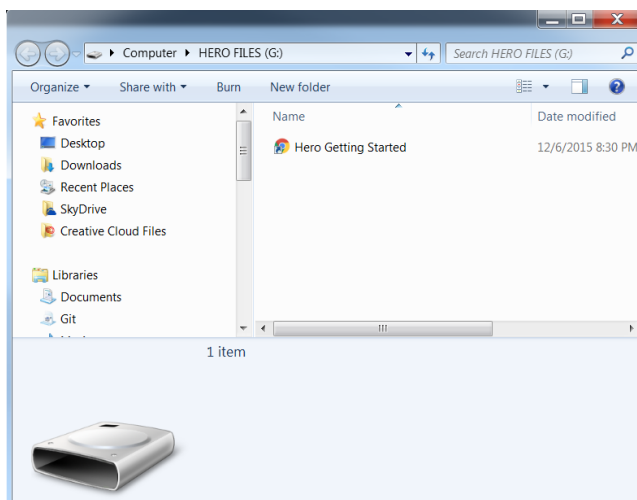 Computer ▸ HERO FILES (G:) Search HERO FILES (G:)
Organize ▾ Share with ▾ Burn New folder
Favorites
Desktop
Downloads
Recent Places
SkyDrive
Creative Cloud Files
Libraries
Documents
Git
Name Date modified
Hero Getting Started 12/6/2015 8:30 PM
1 item